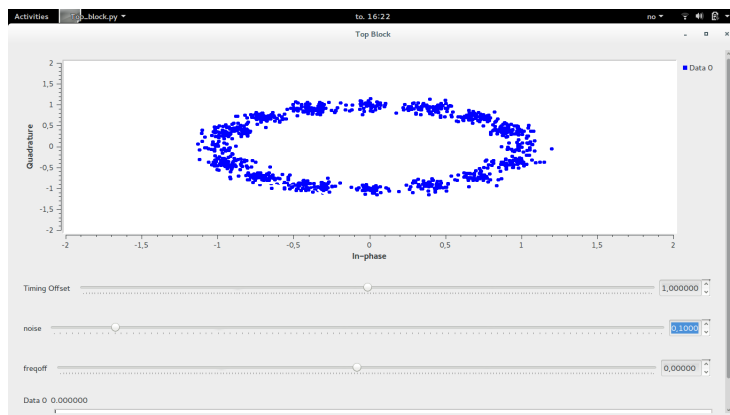 Activities Top_block.py to. 16:22 no
Top Block
Data 0
Quadrature
2
1,5
1
0,5
0
-0,5
-1
-1,5
-2
-2 -1,5 -1 -0,5 0 0,5 1 1,5 2
In-phase
Timing Offset 1,000000
noise 0,1000
freqoff 0,00000
Data 0 0.000000